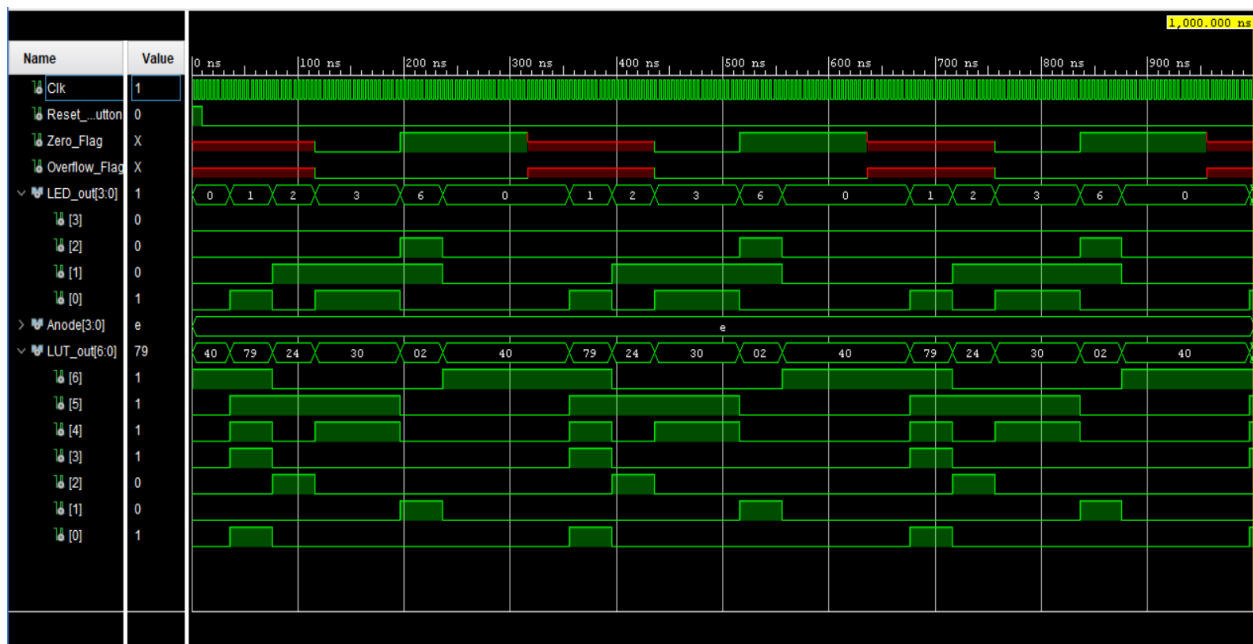 1,000.000 ns
Name Value
0 ns 100 ns 200 ns 300 ns 400 ns 500 ns 600 ns 700 ns 800 ns 900 ns
Clk 1
Reset_...utton 0
Zero_Flag X
Overflow_Flag X
LED_out[3:0] 1 0 1 2 3 6 0 1 2 3 6 0 1 2 3 6 0
[3] 0
[2] 0
[1] 0
[0] 1
Anode[3:0] e e
LUT_out[6:0] 79 40 79 24 30 02 40 79 24 30 02 40 79 24 30 02 40
[6] 1
[5] 1
[4] 1
[3] 1
[2] 0
[1] 0
[0] 1